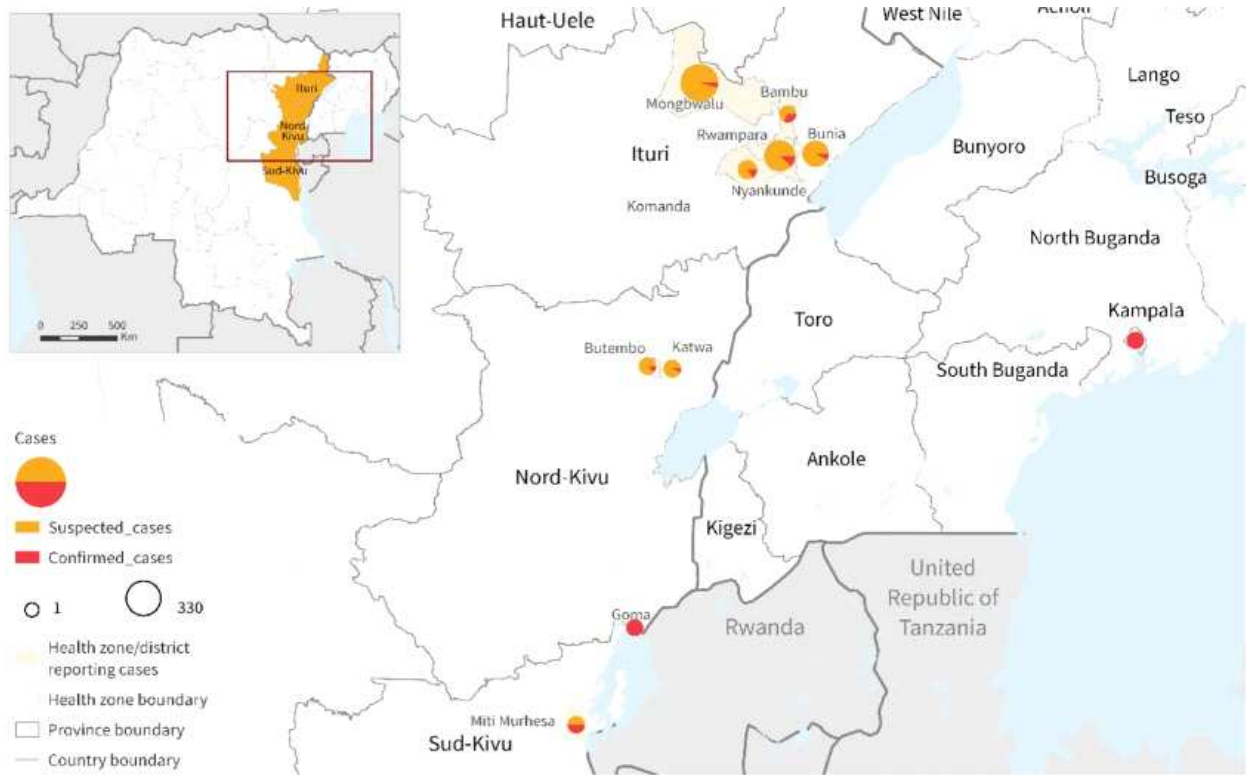 Haut-Uele
West Nile
Acholi
Lango
Teso
Busoga
Bunyoro
North Buganda
Kampala
South Buganda
Toro
Ankole
Kigezi
Ituri
Mongbwalu
Bambu
Rwampara
Bunia
Nyankunde
Komanda
Butembo
Katwa
Nord-Kivu
Goma
Rwanda
United
Republic of
Tanzania
Miti Murhesa
Sud-Kivu
Ituri
Nord-
Kivu
Sud-Kivu
0 250 500
Km
Cases
Suspected_cases
Confirmed_cases
1 330
Health zone/district
reporting cases
Health zone boundary
Province boundary
Country boundary